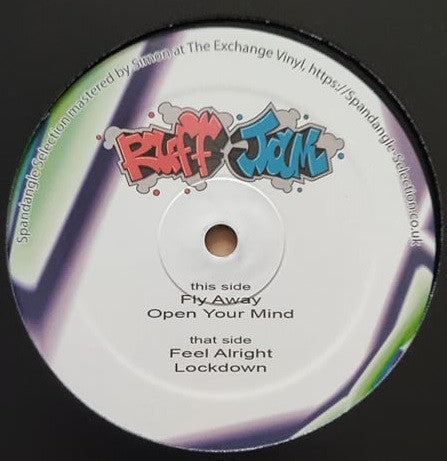 Spandangle-Selection mastered by Simon at The Exchange Vinyl, https://Spandangle-Selection.co.uk
Ruff Jam
this side
Fly Away
Open Your Mind
that side
Feel Alright
Lockdown